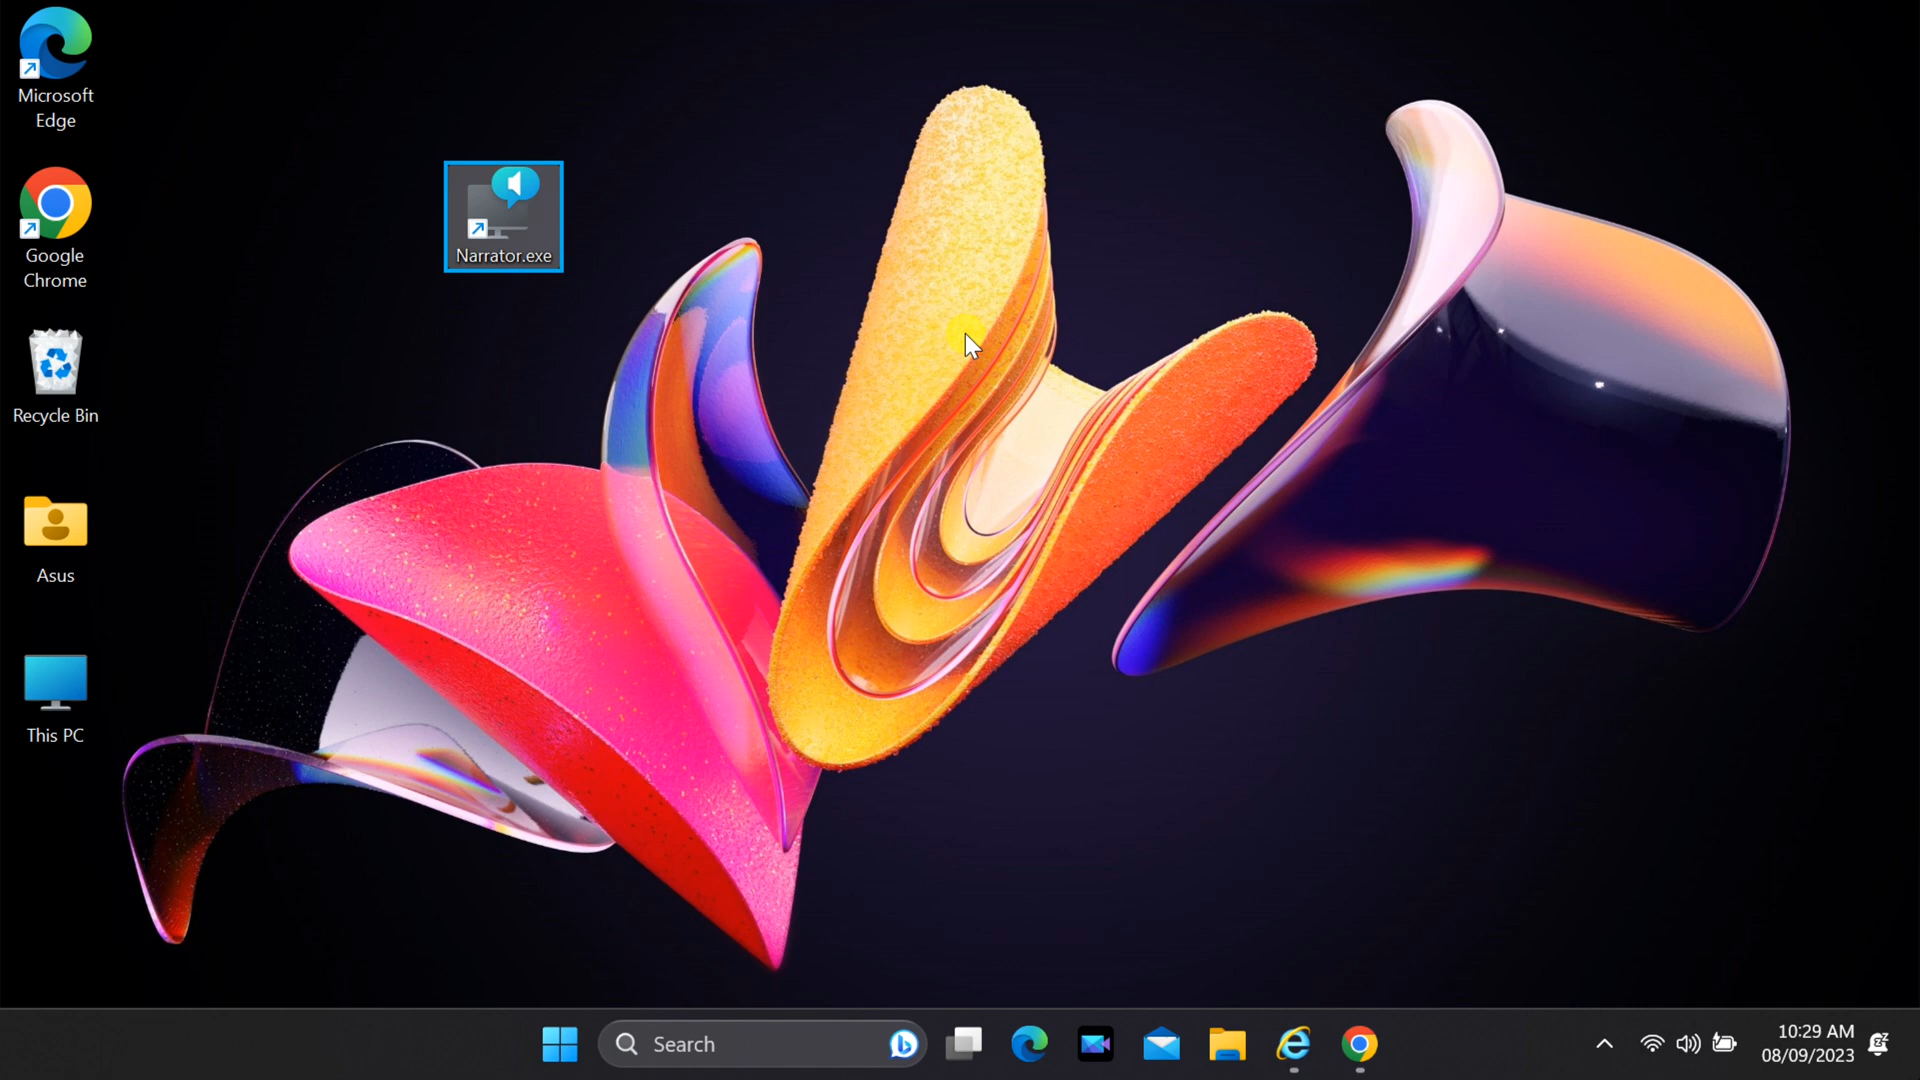 Microsoft
Edge
Google
Chrome
Recycle Bin
Asus
This PC
Narrator.exe
Search
10:29 AM
08/09/2023